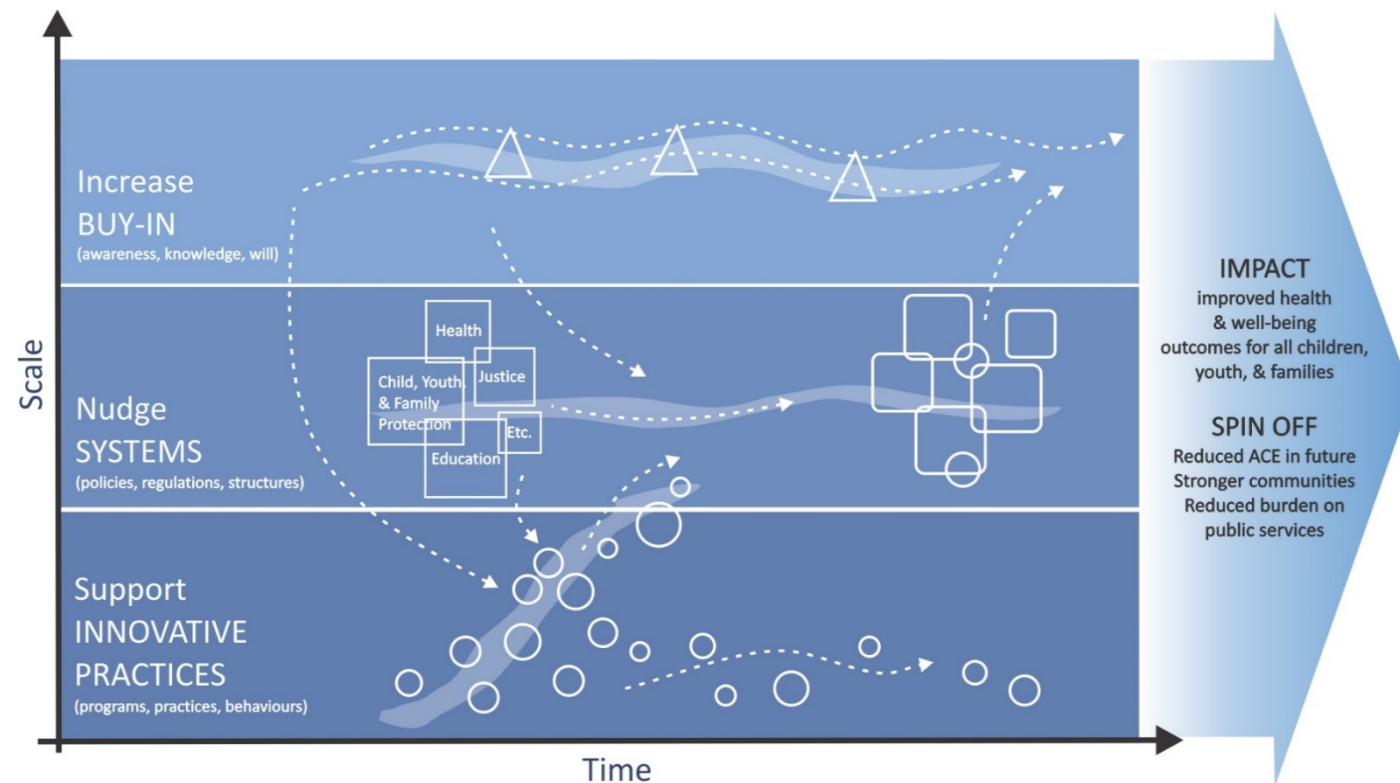 Scale
Increase
BUY-IN
(awareness, knowledge, will)
Nudge
SYSTEMS
(policies, regulations, structures)
Health
Justice
Child, Youth,
& Family
Protection
Etc.
Education
Support
INNOVATIVE
PRACTICES
(programs, practices, behaviours)
Time
IMPACT
improved health
& well-being
outcomes for all children,
youth, & families
SPIN OFF
Reduced ACE in future
Stronger communities
Reduced burden on
public services